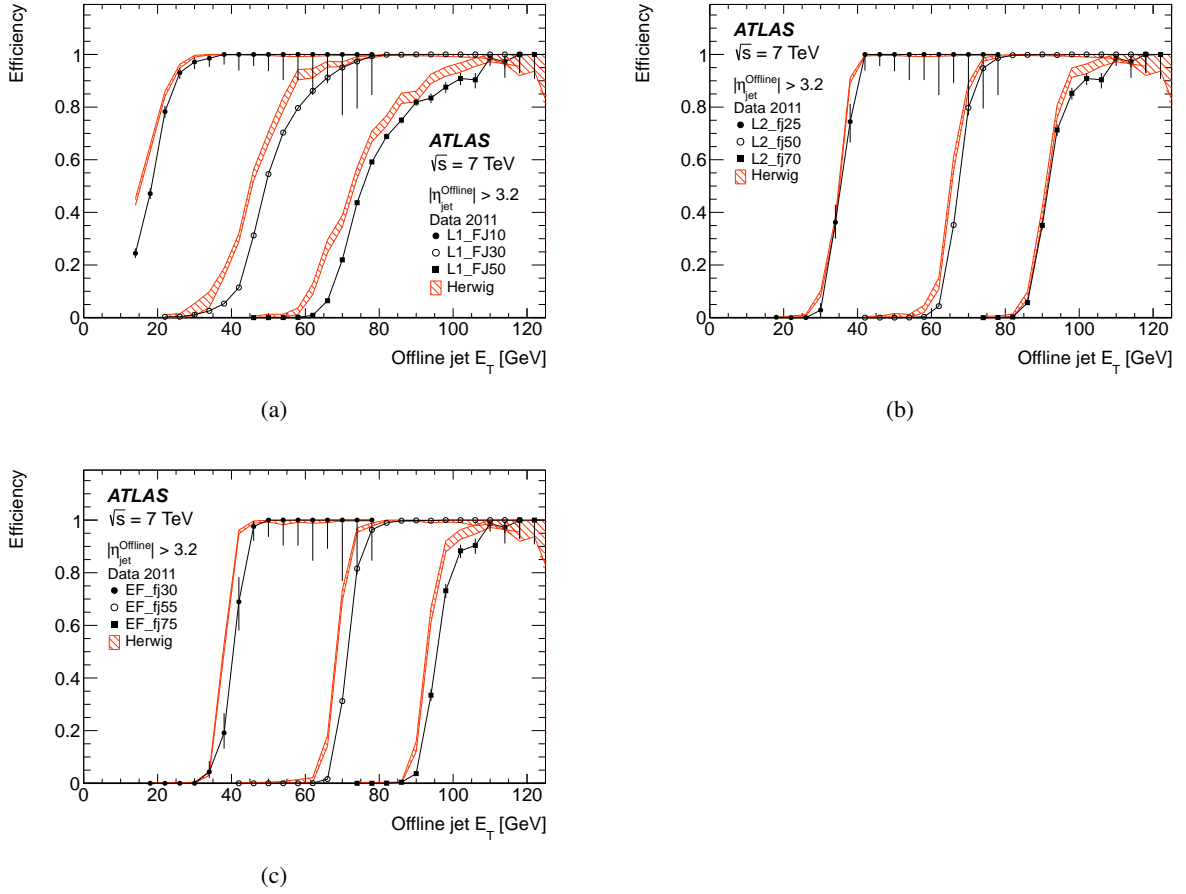 Efficiency
1
0.8
0.6
0.4
0.2
0
0 20 40 60 80 100 120
Offline jet E_T [GeV]
ATLAS
√s = 7 TeV
|η_jet^Offline| > 3.2
Data 2011
L1_FJ10
L1_FJ30
L1_FJ50
Herwig
(a)
Efficiency
1
0.8
0.6
0.4
0.2
0
0 20 40 60 80 100 120
Offline jet E_T [GeV]
ATLAS
√s = 7 TeV
|η_jet^Offline| > 3.2
Data 2011
L2_fj25
L2_fj50
L2_fj70
Herwig
(b)
Efficiency
1
0.8
0.6
0.4
0.2
0
0 20 40 60 80 100 120
Offline jet E_T [GeV]
ATLAS
√s = 7 TeV
|η_jet^Offline| > 3.2
Data 2011
EF_fj30
EF_fj55
EF_fj75
Herwig
(c)